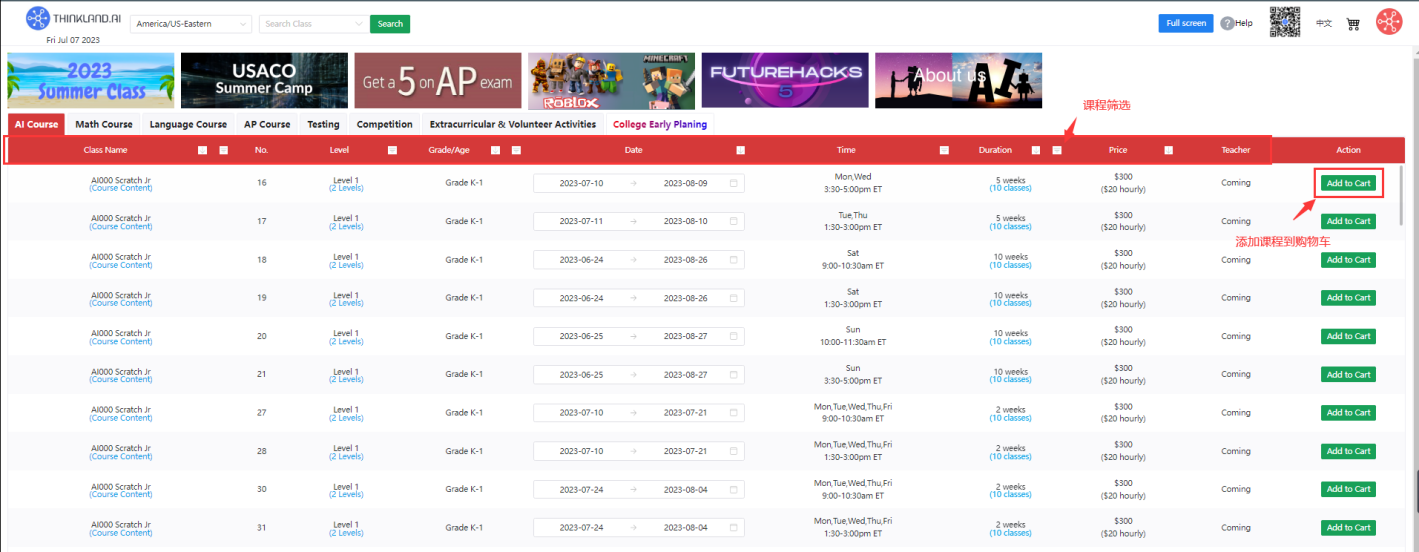 THINKLAND.AI
America/US-Eastern
Search Class
Search
Full screen
?Help
中文
Fri Jul 07 2023
2023
Summer Class
USACO
Summer Camp
Get a 5 on AP exam
ROBLOX
MINECRAFT
FUTUREHACKS
5
About us
AI
课程筛选
AI Course
Math Course
Language Course
AP Course
Testing
Competition
Extracurricular & Volunteer Activities
College Early Planing
Class Name No. Level Grade/Age Date Time Duration Price Teacher Action
AI000 Scratch Jr 16 Level 1 Grade K-1 2023-07-10 → 2023-08-09 Mon,Wed 5 weeks $300 Coming Add to Cart
(Course Content) (2 Levels) 3:30-5:00pm ET (10 classes) ($20 hourly)
AI000 Scratch Jr 17 Level 1 Grade K-1 2023-07-11 → 2023-08-10 Tue,Thu 5 weeks $300 Coming Add to Cart
(Course Content) (2 Levels) 1:30-3:00pm ET (10 classes) ($20 hourly)
添加课程到购物车
AI000 Scratch Jr 18 Level 1 Grade K-1 2023-06-24 → 2023-08-26 Sat 10 weeks $300 Coming Add to Cart
(Course Content) (2 Levels) 9:00-10:30am ET (10 classes) ($20 hourly)
AI000 Scratch Jr 19 Level 1 Grade K-1 2023-06-24 → 2023-08-26 Sat 10 weeks $300 Coming Add to Cart
(Course Content) (2 Levels) 1:30-3:00pm ET (10 classes) ($20 hourly)
AI000 Scratch Jr 20 Level 1 Grade K-1 2023-06-25 → 2023-08-27 Sun 10 weeks $300 Coming Add to Cart
(Course Content) (2 Levels) 10:00-11:30am ET (10 classes) ($20 hourly)
AI000 Scratch Jr 21 Level 1 Grade K-1 2023-06-25 → 2023-08-27 Sun 10 weeks $300 Coming Add to Cart
(Course Content) (2 Levels) 3:30-5:00pm ET (10 classes) ($20 hourly)
AI000 Scratch Jr 27 Level 1 Grade K-1 2023-07-10 → 2023-07-21 Mon,Tue,Wed,Thu,Fri 2 weeks $300 Coming Add to Cart
(Course Content) (2 Levels) 9:00-10:30am ET (10 classes) ($20 hourly)
AI000 Scratch Jr 28 Level 1 Grade K-1 2023-07-10 → 2023-07-21 Mon,Tue,Wed,Thu,Fri 2 weeks $300 Coming Add to Cart
(Course Content) (2 Levels) 1:30-3:00pm ET (10 classes) ($20 hourly)
AI000 Scratch Jr 30 Level 1 Grade K-1 2023-07-24 → 2023-08-04 Mon,Tue,Wed,Thu,Fri 2 weeks $300 Coming Add to Cart
(Course Content) (2 Levels) 9:00-10:30am ET (10 classes) ($20 hourly)
AI000 Scratch Jr 31 Level 1 Grade K-1 2023-07-24 → 2023-08-04 Mon,Tue,Wed,Thu,Fri 2 weeks $300 Coming Add to Cart
(Course Content) (2 Levels) 1:30-3:30pm ET (10 classes) ($20 hourly)